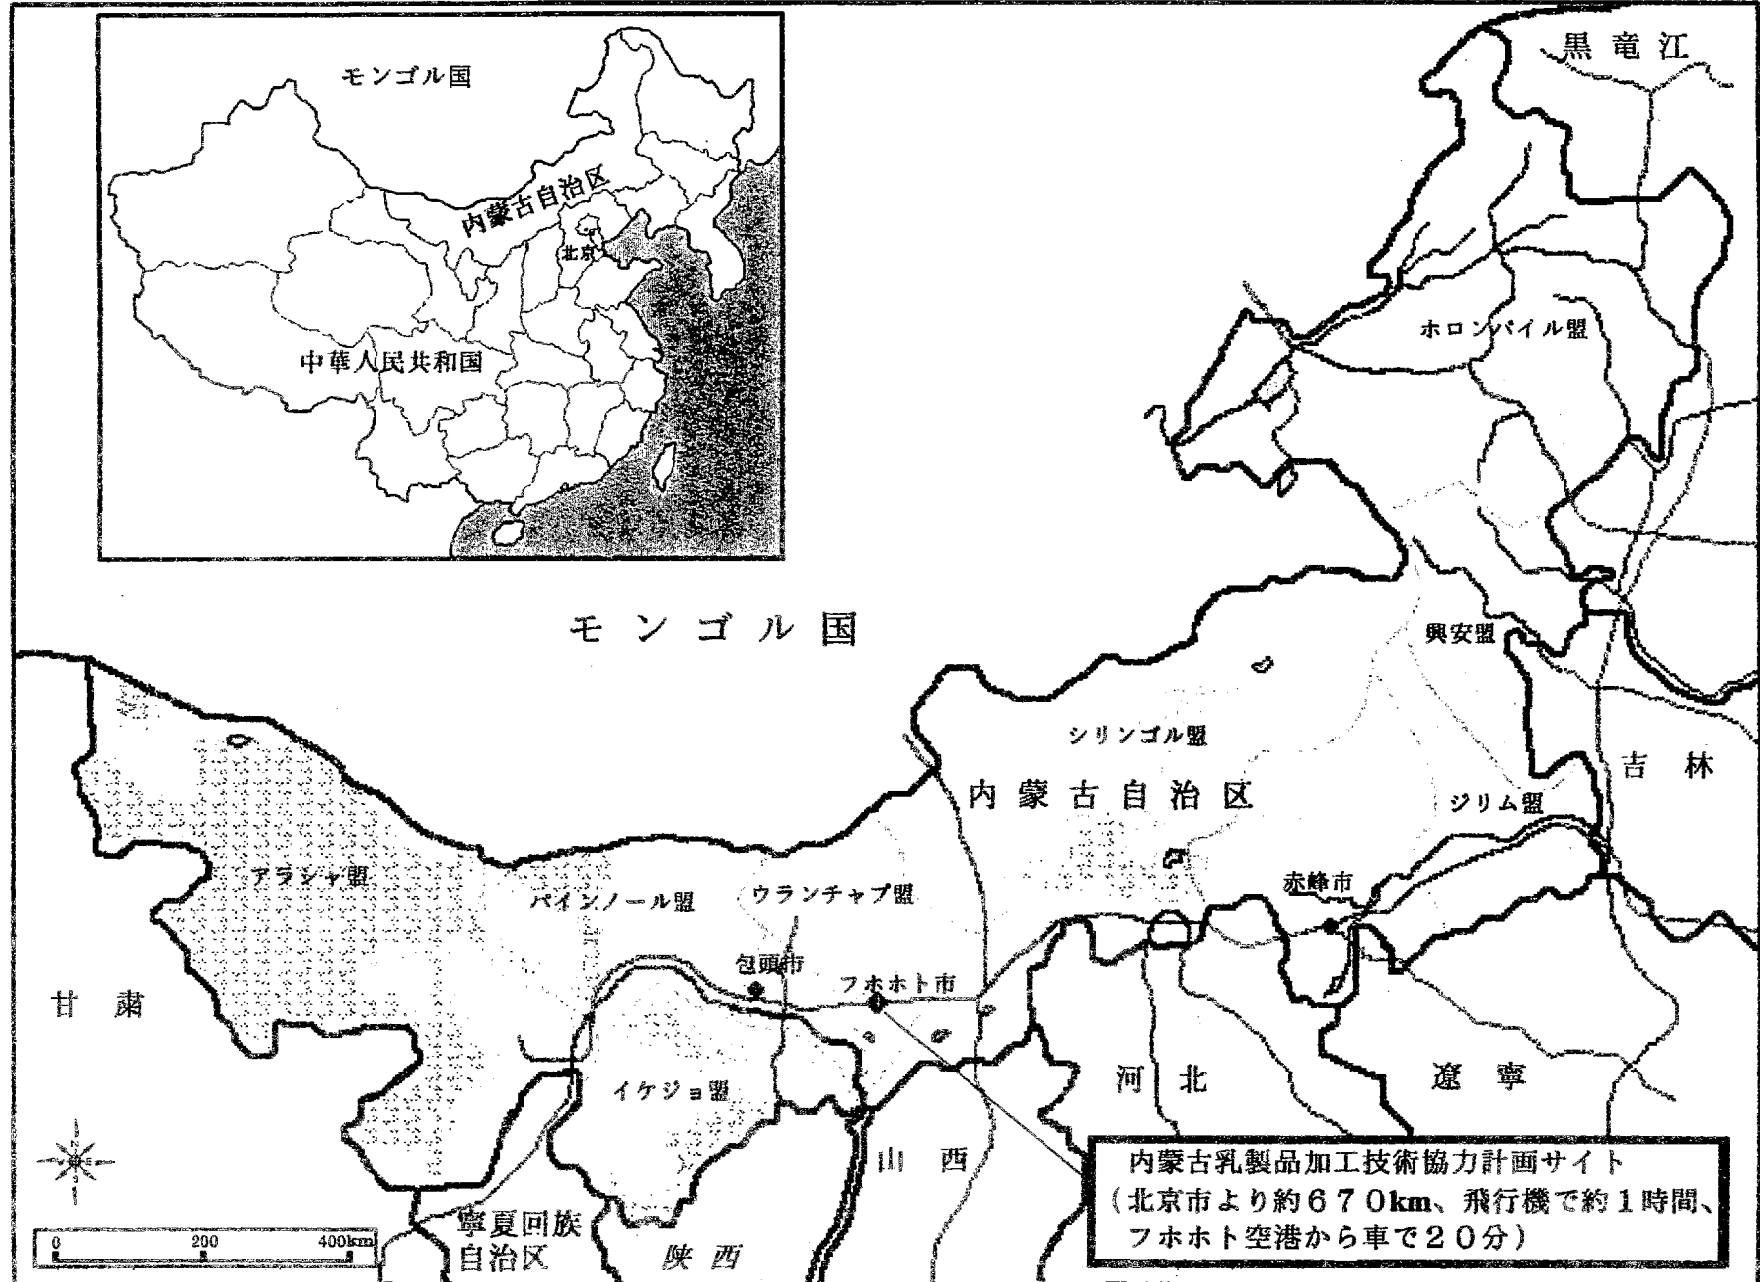 モンゴル国
内蒙古自治区
北京
中華人民共和国
黒竜江
ホロンバイル盟
モンゴル国
興安盟
シリンゴル盟
吉林
内蒙古自治区
ジリム盟
アラシャ盟
バインノール盟
ウランチャブ盟
赤峰市
包頭市
フホホト市
甘粛
イケジョ盟
河北
遼寧
山西
内蒙古乳製品加工技術協力計画サイト
(北京市より約670km、飛行機で約1時間、
フホホト空港から車で20分)
寧夏回族
自治区
陝西
0 200 400km